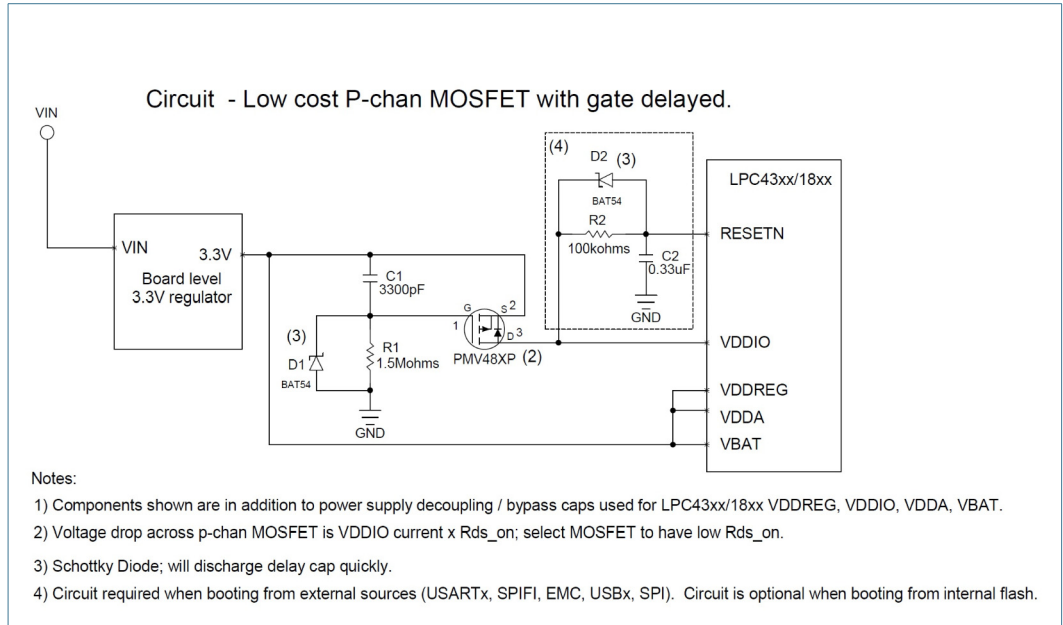 Circuit - Low cost P-chan MOSFET with gate delayed.
VIN
(4)
D2 (3)
BAT54
LPC43xx/18xx
R2
100kohms
RESETN
C2
0.33uF
GND
VIN
3.3V
Board level
3.3V regulator
C1
3300pF
G
S 2
1
D 3
PMV48XP (2)
VDDIO
(3)
D1
BAT54
R1
1.5Mohms
GND
VDDREG
VDDA
VBAT
Notes:
1) Components shown are in addition to power supply decoupling / bypass caps used for LPC43xx/18xx VDDREG, VDDIO, VDDA, VBAT.
2) Voltage drop across p-chan MOSFET is VDDIO current x Rds_on; select MOSFET to have low Rds_on.
3) Schottky Diode; will discharge delay cap quickly.
4) Circuit required when booting from external sources (USARTx, SPIFI, EMC, USBx, SPI). Circuit is optional when booting from internal flash.